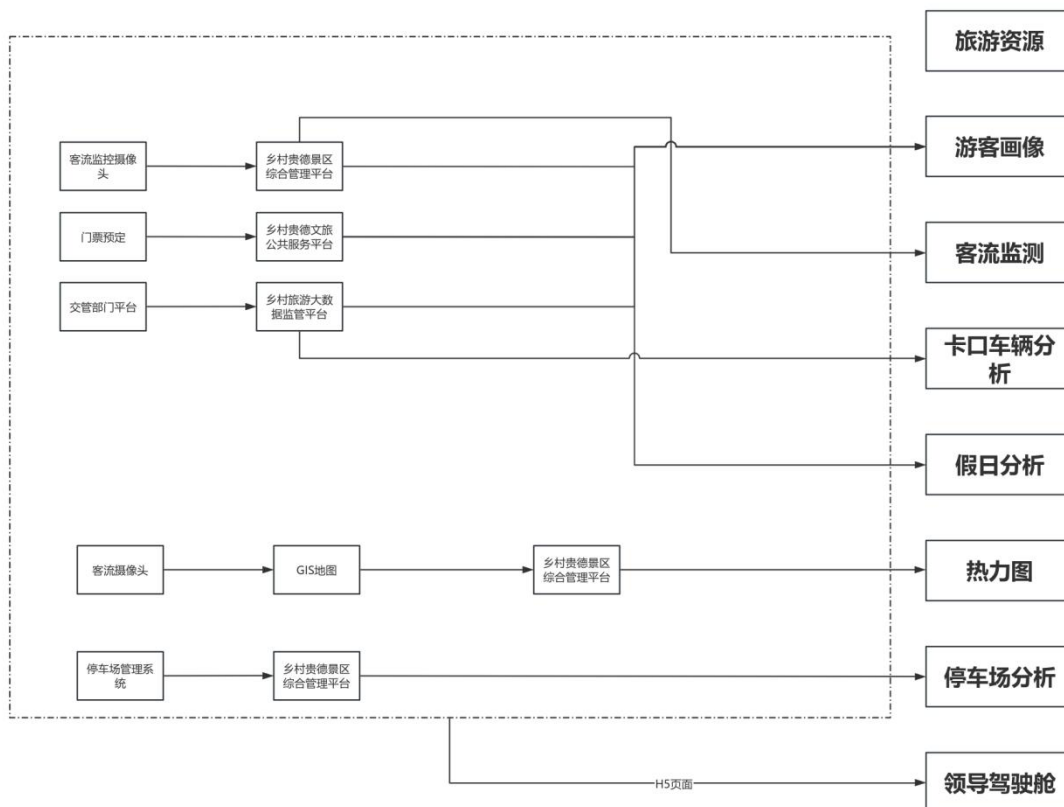 旅游资源
客流监控摄像
头
乡村贵德景区
综合管理平台
游客画像
门票预定
乡村贵德文旅
公共服务平台
客流监测
交管部门平台
乡村旅游大数
据监管平台
卡口车辆分
析
假日分析
客流摄像头
GIS地图
乡村贵德景区
综合管理平台
热力图
停车场管理系
统
乡村贵德景区
综合管理平台
停车场分析
H5页面
领导驾驶舱